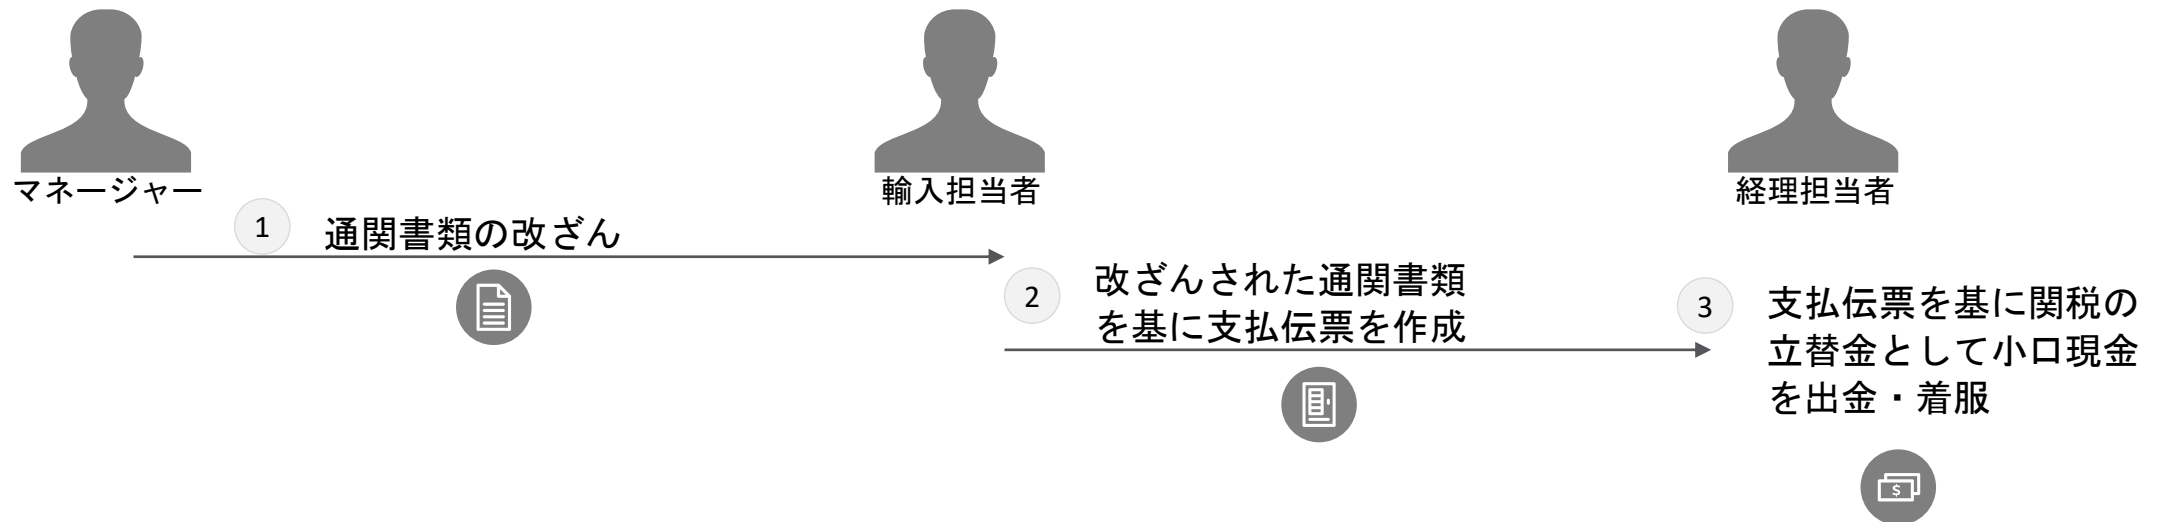 マネージャー
輸入担当者
経理担当者
1
通関書類の改ざん
2
改ざんされた通関書類
を基に支払伝票を作成
3
支払伝票を基に関税の
立替金として小口現金
を出金・着服
$